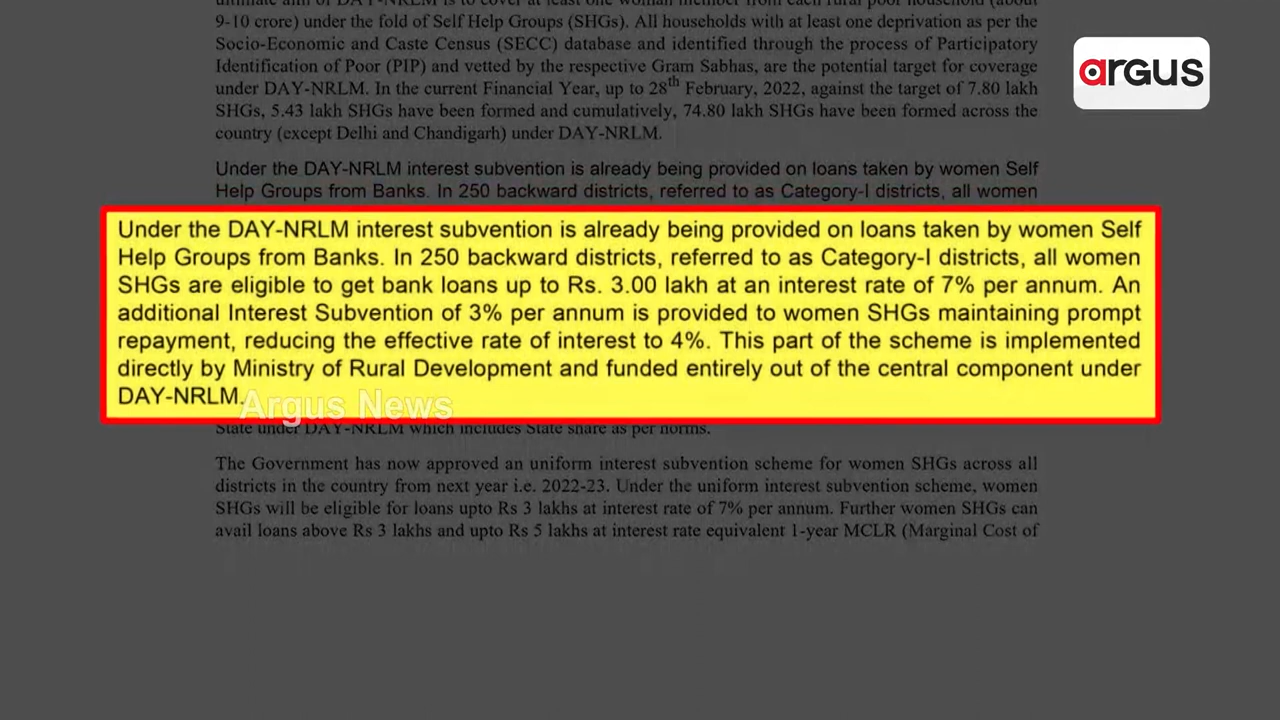 ultimate aim of DAY-NRLM is to cover at least one woman member from each rural poor household (about
9-10 crore) under the fold of Self Help Groups (SHGs). All households with at least one deprivation as per the
Socio-Economic and Caste Census (SECC) database and identified through the process of Participatory
Identification of Poor (PIP) and vetted by the respective Gram Sabhas, are the potential target for coverage
under DAY-NRLM. In the current Financial Year, up to 28th February, 2022, against the target of 7.80 lakh
SHGs, 5.43 lakh SHGs have been formed and cumulatively, 74.80 lakh SHGs have been formed across the
country (except Delhi and Chandigarh) under DAY-NRLM.
argus
Under the DAY-NRLM interest subvention is already being provided on loans taken by women Self
Help Groups from Banks. In 250 backward districts, referred to as Category-I districts, all women
Under the DAY-NRLM interest subvention is already being provided on loans taken by women Self
Help Groups from Banks. In 250 backward districts, referred to as Category-I districts, all women
SHGs are eligible to get bank loans up to Rs. 3.00 lakh at an interest rate of 7% per annum. An
additional Interest Subvention of 3% per annum is provided to women SHGs maintaining prompt
repayment, reducing the effective rate of interest to 4%. This part of the scheme is implemented
directly by Ministry of Rural Development and funded entirely out of the central component under
DAY-NRLM.
Argus News
State under DAY-NRLM which includes State share as per norms.
The Government has now approved an uniform interest subvention scheme for women SHGs across all
districts in the country from next year i.e. 2022-23. Under the uniform interest subvention scheme, women
SHGs will be eligible for loans upto Rs 3 lakhs at interest rate of 7% per annum. Further women SHGs can
avail loans above Rs 3 lakhs and upto Rs 5 lakhs at interest rate equivalent 1-year MCLR (Marginal Cost of